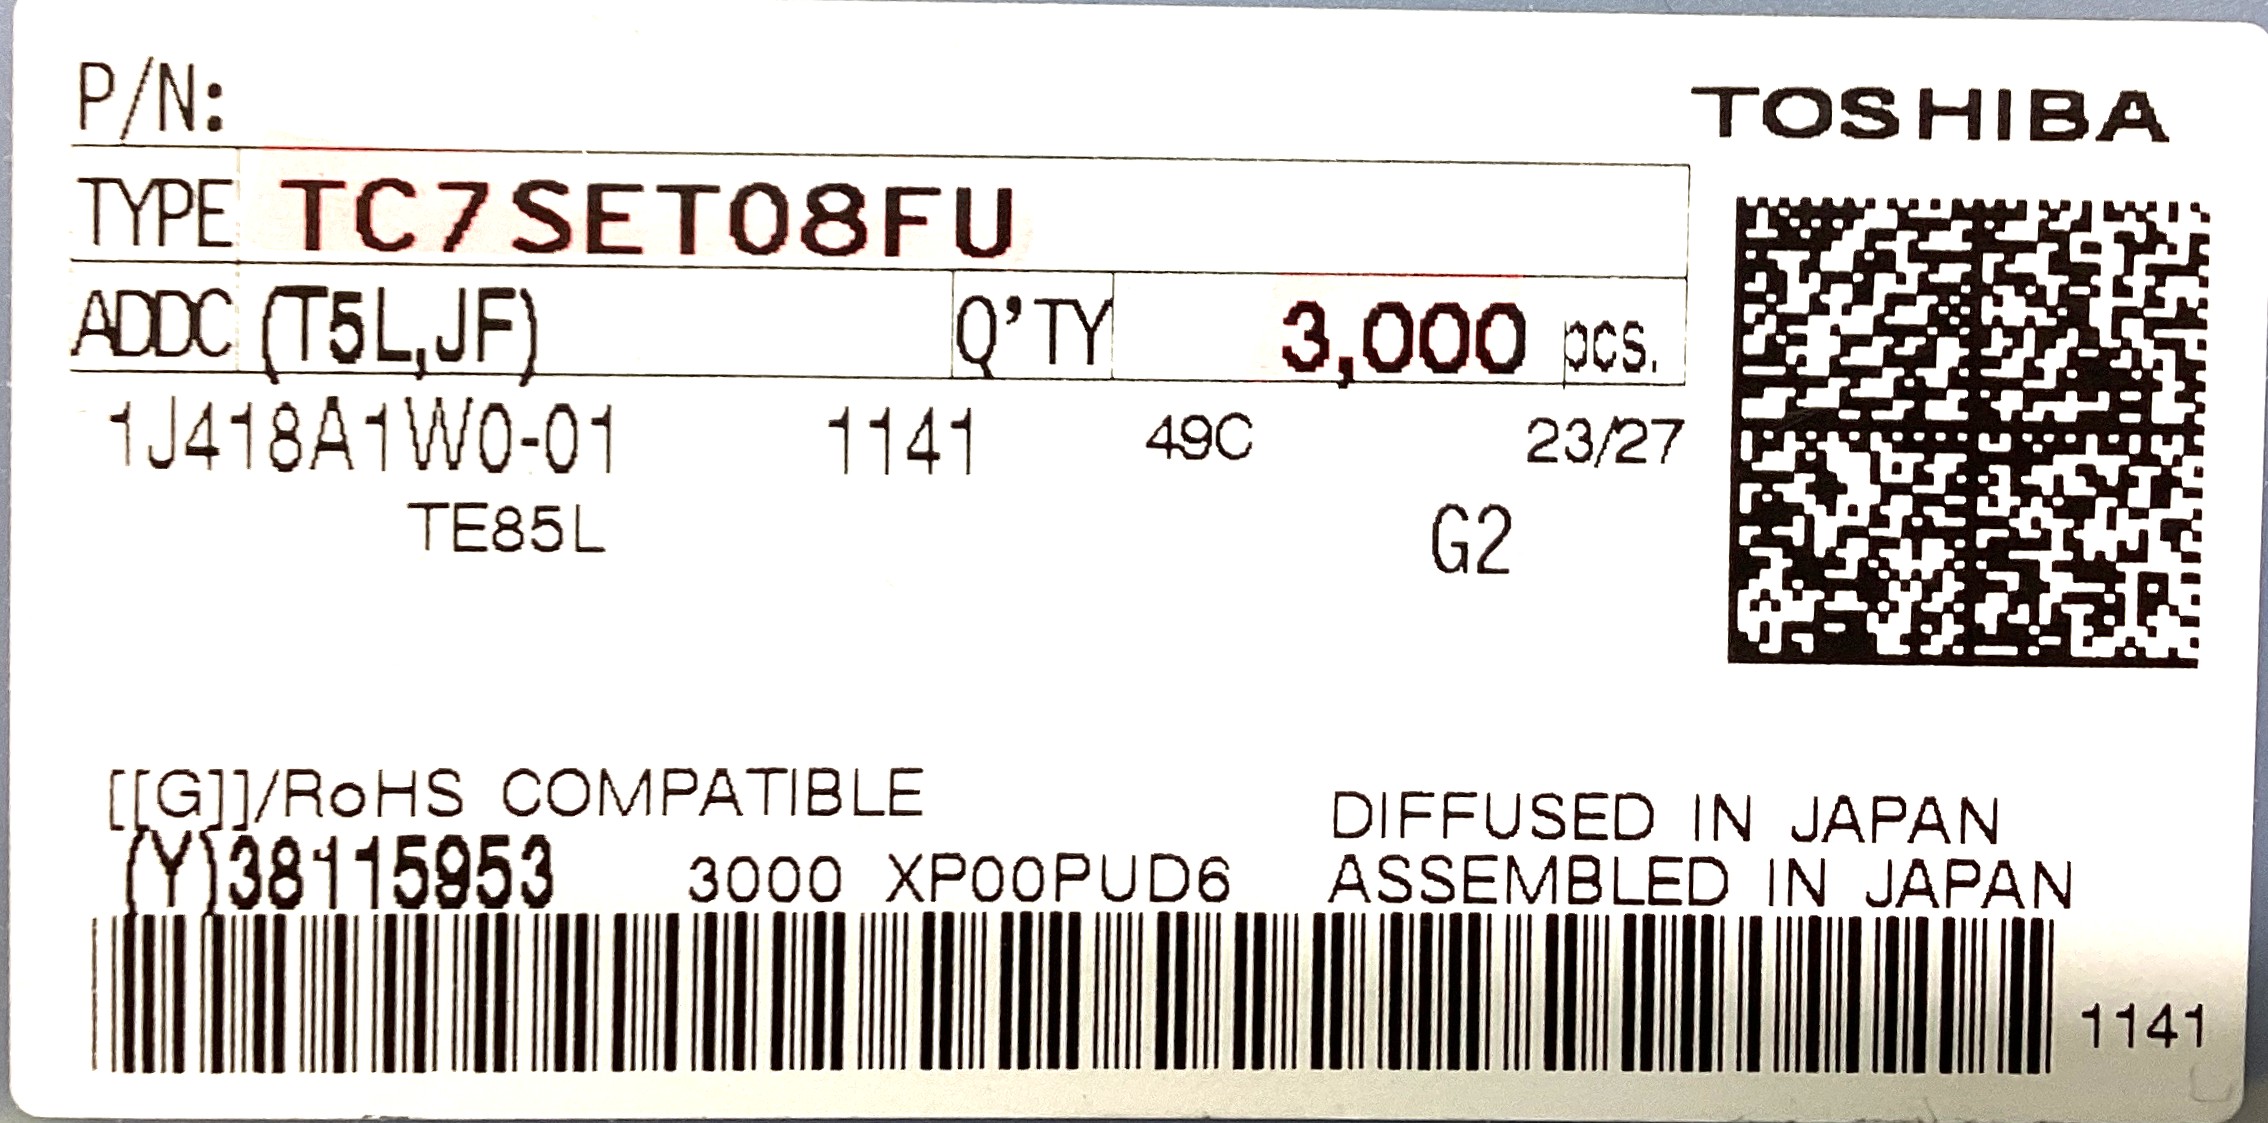 P/N:
TOSHIBA
TYPE TC7SET08FU
ADDC (T5L,JF) Q'TY 3,000 pcs.
1J418A1W0-01 1141 49C 23/27
TE85L G2
[[G]]/RoHS COMPATIBLE
DIFFUSED IN JAPAN
(Y)38115953 3000 XP00PUD6 ASSEMBLED IN JAPAN
1141